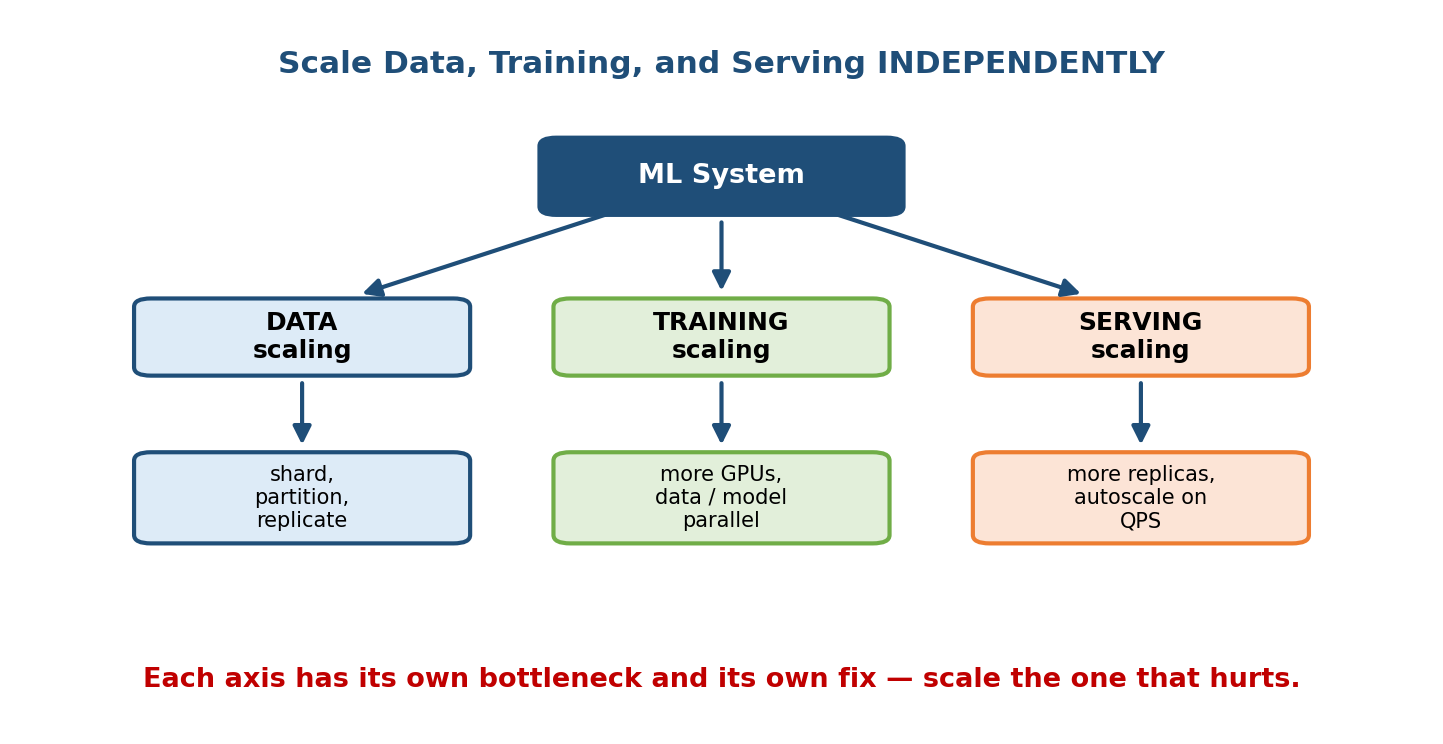 Scale Data, Training, and Serving INDEPENDENTLY
ML System
DATA
scaling
TRAINING
scaling
SERVING
scaling
shard,
partition,
replicate
more GPUs,
data / model
parallel
more replicas,
autoscale on
QPS
Each axis has its own bottleneck and its own fix — scale the one that hurts.